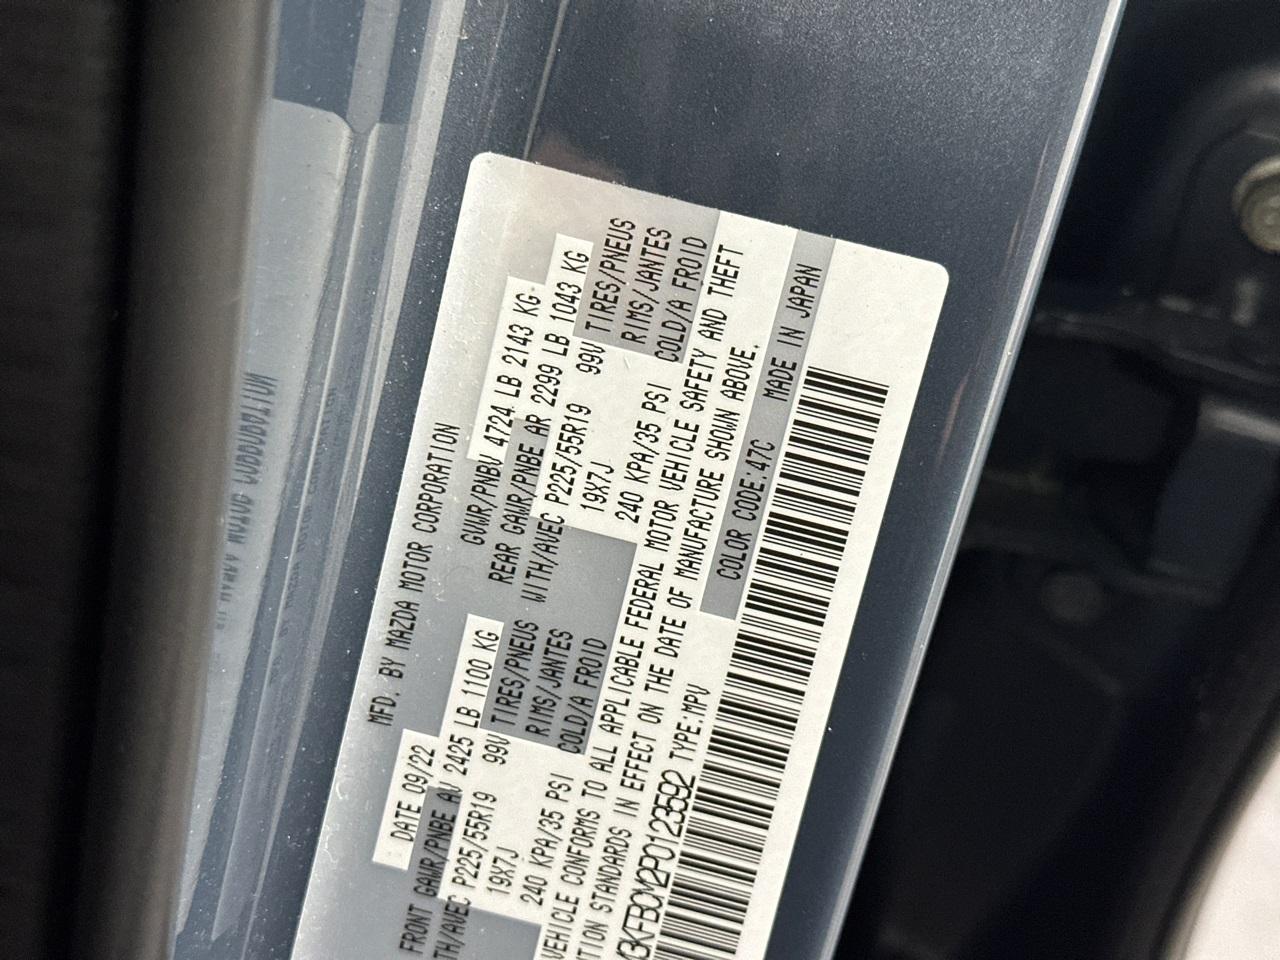 MFD. BY MAZDA MOTOR CORPORATION
DATE 09/22 GVWR/PNBV 4724 LB 2143 KG
FRONT GAWR/PNBE AV 2425 LB 1100 KG REAR GAWR/PNBE AR 2299 LB 1043 KG
TH/AVEC P225/55R19 99V TIRES/PNEUS WITH/AVEC P225/55R19 99V TIRES/PNEUS
19X7J RIMS/JANTES 19X7J RIMS/JANTES
240 KPA/35 PSI COLD/A FROID 240 KPA/35 PSI COLD/A FROID
VEHICLE CONFORMS TO ALL APPLICABLE FEDERAL MOTOR VEHICLE SAFETY AND THEFT
TION STANDARDS IN EFFECT ON THE DATE OF MANUFACTURE SHOWN ABOVE.
3KFBCM2P0123592 TYPE:MPV COLOR CODE:47C MADE IN JAPAN